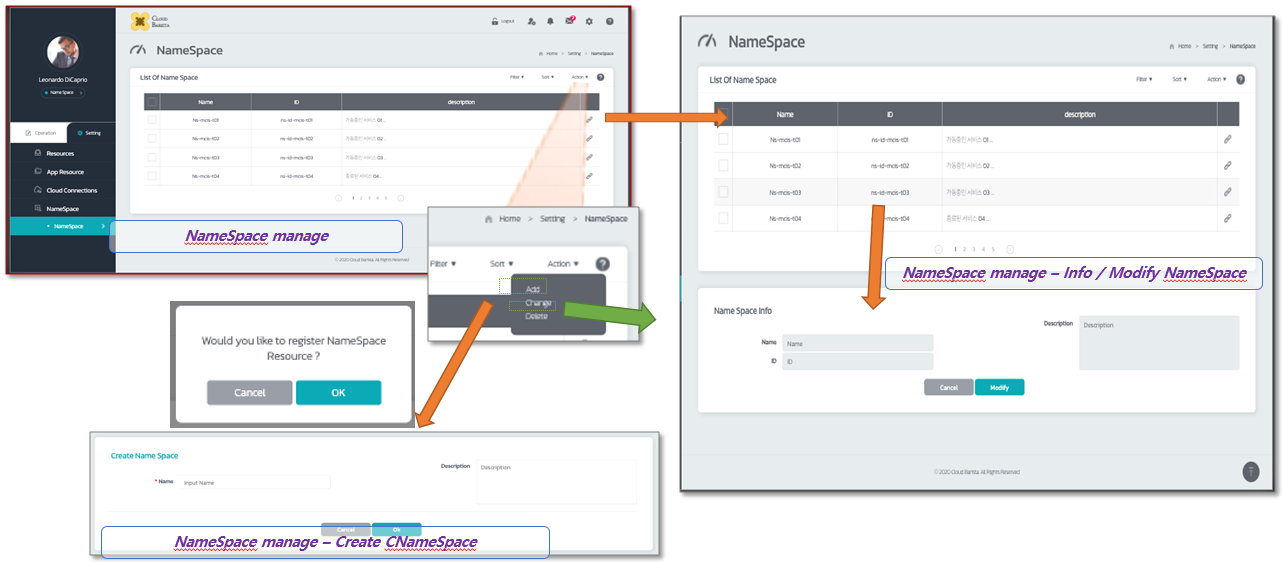 CLOUD
BARISTA
Logout
Leonardo DiCaprio
Name Space
Operation
Setting
Resources
App Resource
Cloud Connections
NameSpace
NameSpace
NameSpace
Home > Setting > NameSpace
List Of Name Space
Filter ▼ Sort ▼ Action ▼
Name ID description
Ns-mcis-t01 ns-id-mcis-t01 가동중인 서비스 01...
Ns-mcis-t02 ns-id-mcis-t02 가동중인 서비스 02...
Ns-mcis-t03 ns-id-mcis-t03 가동중인 서비스 03...
Ns-mcis-t04 ns-id-mcis-t04 종료된 서비스 04...
1 2 3 4 5
© 2020 Cloud Barista. All Rights Reserved
NameSpace manage
Home > Setting > NameSpace
Filter ▼ Sort ▼ Action ▼ ?
Add
Change
Delete
Would you like to register NameSpace
Resource ?
Cancel OK
Create Name Space
* Name Input Name
Description Description
Cancel Ok
NameSpace manage – Create CNameSpace
NameSpace
Home > Setting > NameSpace
List Of Name Space
Filter ▼ Sort ▼ Action ▼ ?
Name ID description
Ns-mcis-t01 ns-id-mcis-t01 가동중인 서비스 01...
Ns-mcis-t02 ns-id-mcis-t02 가동중인 서비스 02...
Ns-mcis-t03 ns-id-mcis-t03 가동중인 서비스 03...
Ns-mcis-t04 ns-id-mcis-t04 종료된 서비스 04...
1 2 3 4 5
NameSpace manage – Info / Modify NameSpace
Name Space Info
Name Name
ID ID
Description Description
Cancel Modify
© 2020 Cloud Barista. All Rights Reserved